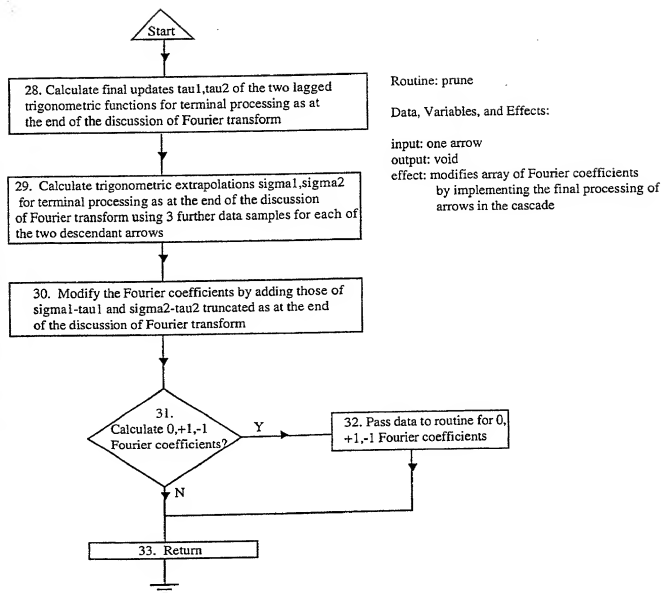 Start
28. Calculate final updates tau1,tau2 of the two lagged
trigonometric functions for terminal processing as at
the end of the discussion of Fourier transform
29. Calculate trigonometric extrapolations sigma1,sigma2
for terminal processing as at the end of the discussion
of Fourier transform using 3 further data samples for each of
the two descendant arrows
30. Modify the Fourier coefficients by adding those of
sigma1-tau1 and sigma2-tau2 truncated as at the end
of the discussion of Fourier transform
31.
Calculate 0,+1,-1
Fourier coefficients?
Y
N
32. Pass data to routine for 0,
+1,-1 Fourier coefficients
33. Return
Routine: prune
Data, Variables, and Effects:
input: one arrow
output: void
effect: modifies array of Fourier coefficients
by implementing the final processing of
arrows in the cascade